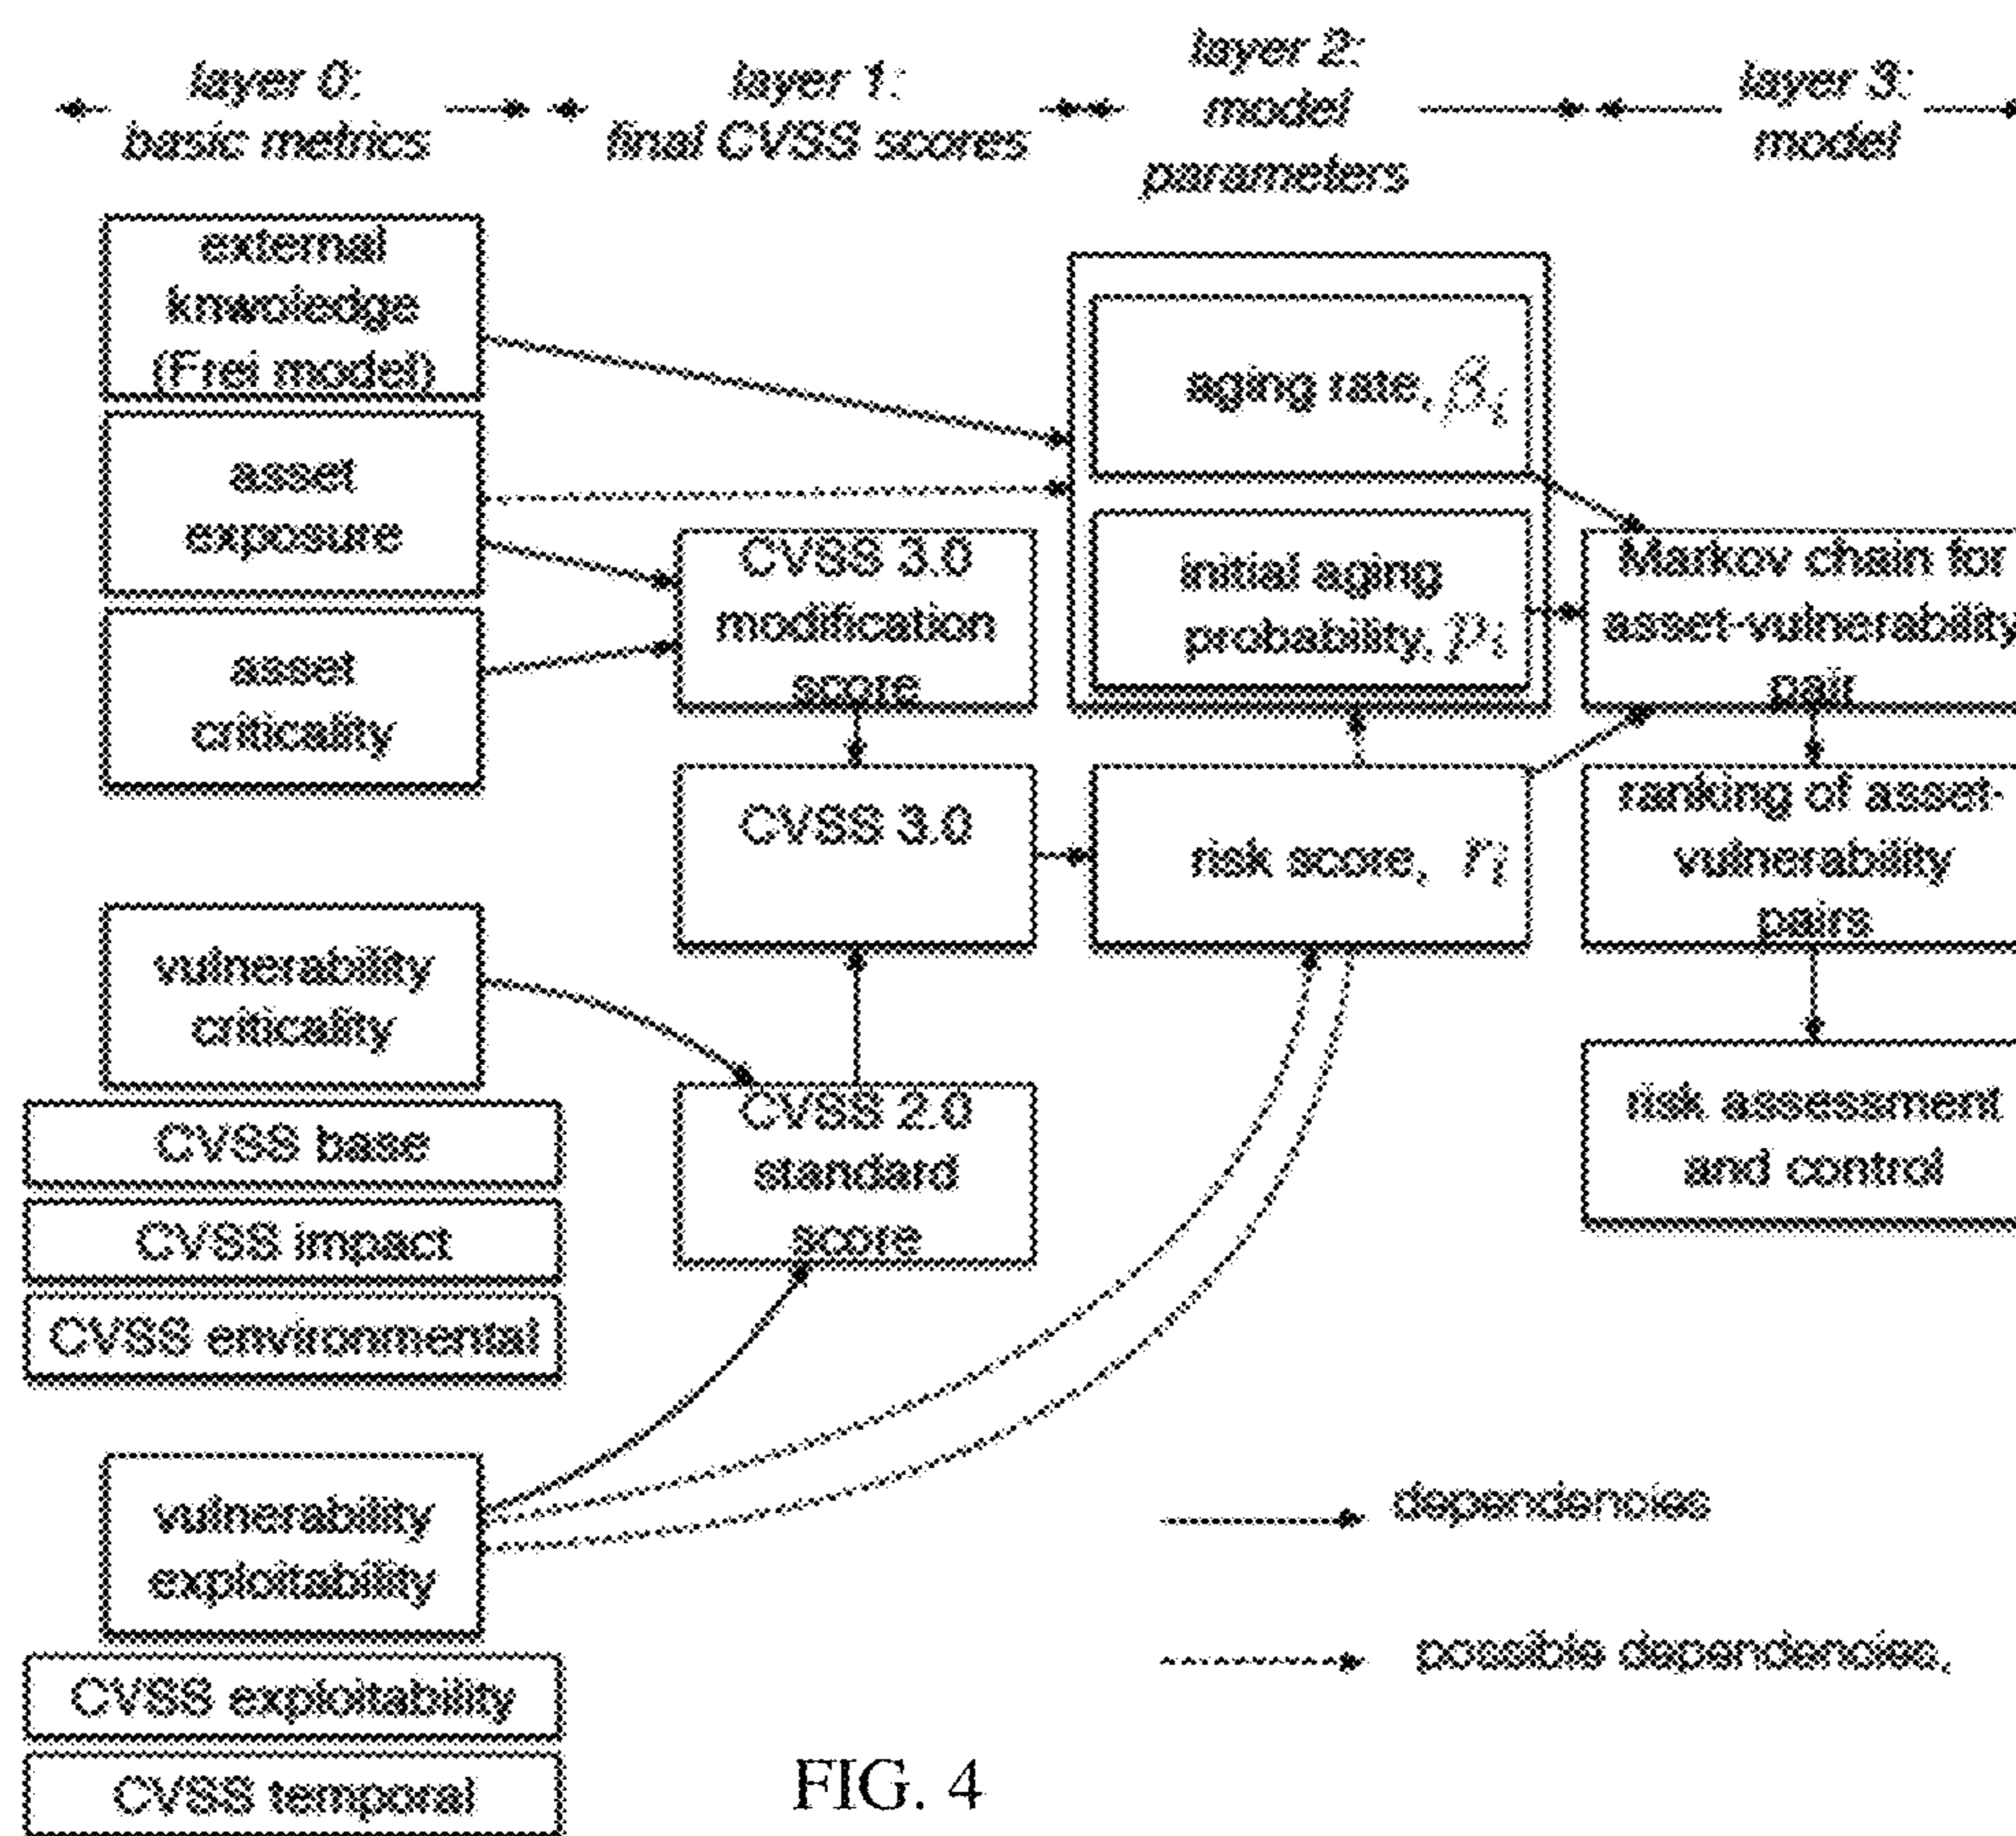 layer 0:
basic metrics
layer 1:
final CVSS scores
layer 2:
model
parameters
layer 3:
model
external
knwoledge
(Frei model)
asset
exposure
asset
criticality
vulnerability
criticality
CVSS base
CVSS impact
CVSS environmental
vulnerability
exploitability
CVSS exploitability
CVSS temporal
CVSS 3.0
modification
score
CVSS 3.0
CVSS 2.0
standard
score
aging rate, βi
initial aging
probability, pi
risk score, ri
Markov chain for
asset-vulnerability
pair
ranking of asset-
vulnerability
pairs
risk assessment
and control
dependencies
possible dependencies.
FIG. 4